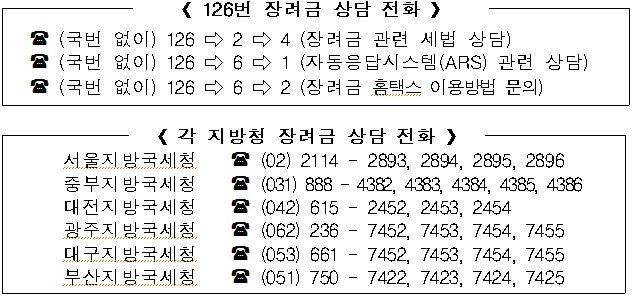 《 126번 장려금 상담 전화 》
☎ (국번 없이) 126 ⇨ 2 ⇨ 4 (장려금 관련 세법 상담)
☎ (국번 없이) 126 ⇨ 6 ⇨ 1 (자동응답시스템(ARS) 관련 상담)
☎ (국번 없이) 126 ⇨ 6 ⇨ 2 (장려금 홈택스 이용방법 문의)
《 각 지방청 장려금 상담 전화 》
서울지방국세청 ☎ (02) 2114 - 2893, 2894, 2895, 2896
중부지방국세청 ☎ (031) 888 - 4382, 4383, 4384, 4385, 4386
대전지방국세청 ☎ (042) 615 - 2452, 2453, 2454
광주지방국세청 ☎ (062) 236 - 7452, 7453, 7454, 7455
대구지방국세청 ☎ (053) 661 - 7452, 7453, 7454, 7455
부산지방국세청 ☎ (051) 750 - 7422, 7423, 7424, 7425